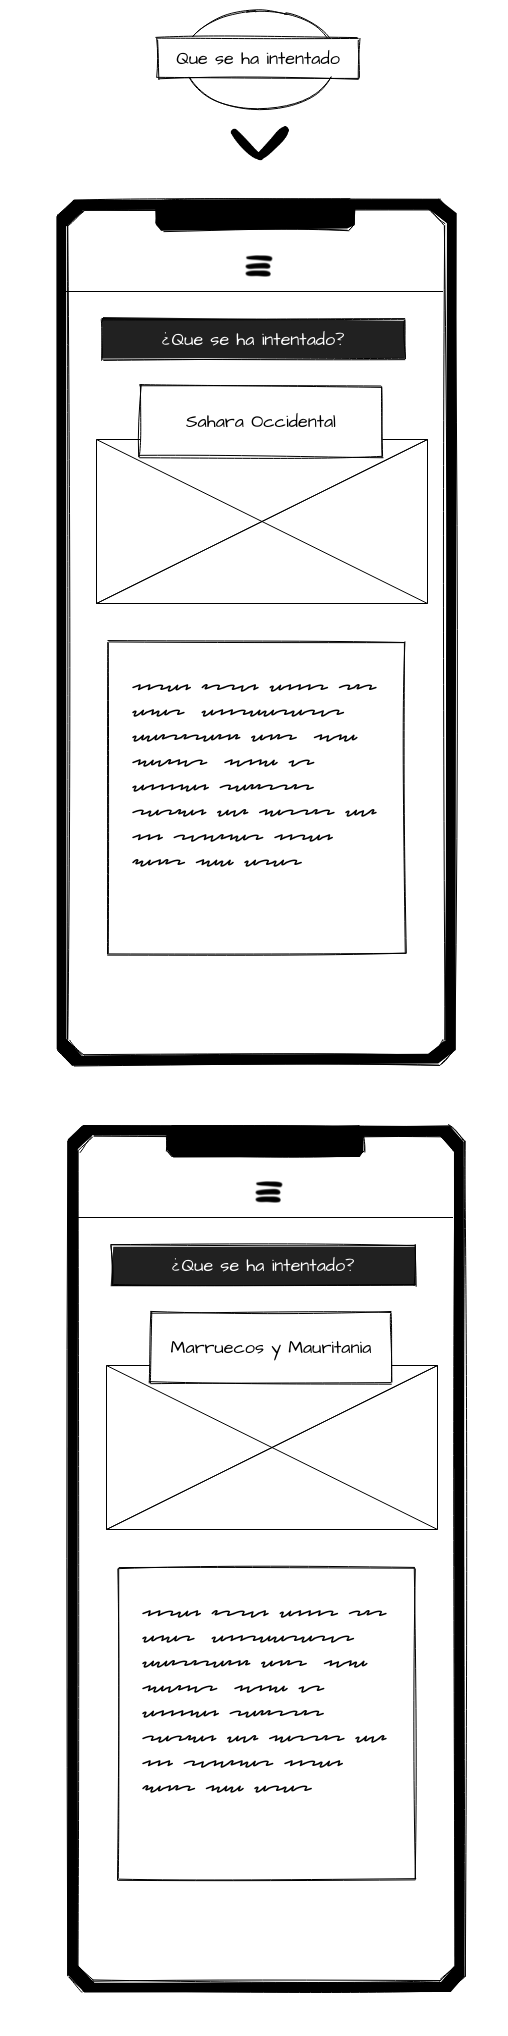 Que se ha intentado
¿Que se ha intentado?
Sahara Occidental
¿Que se ha intentado?
Marruecos y Mauritania